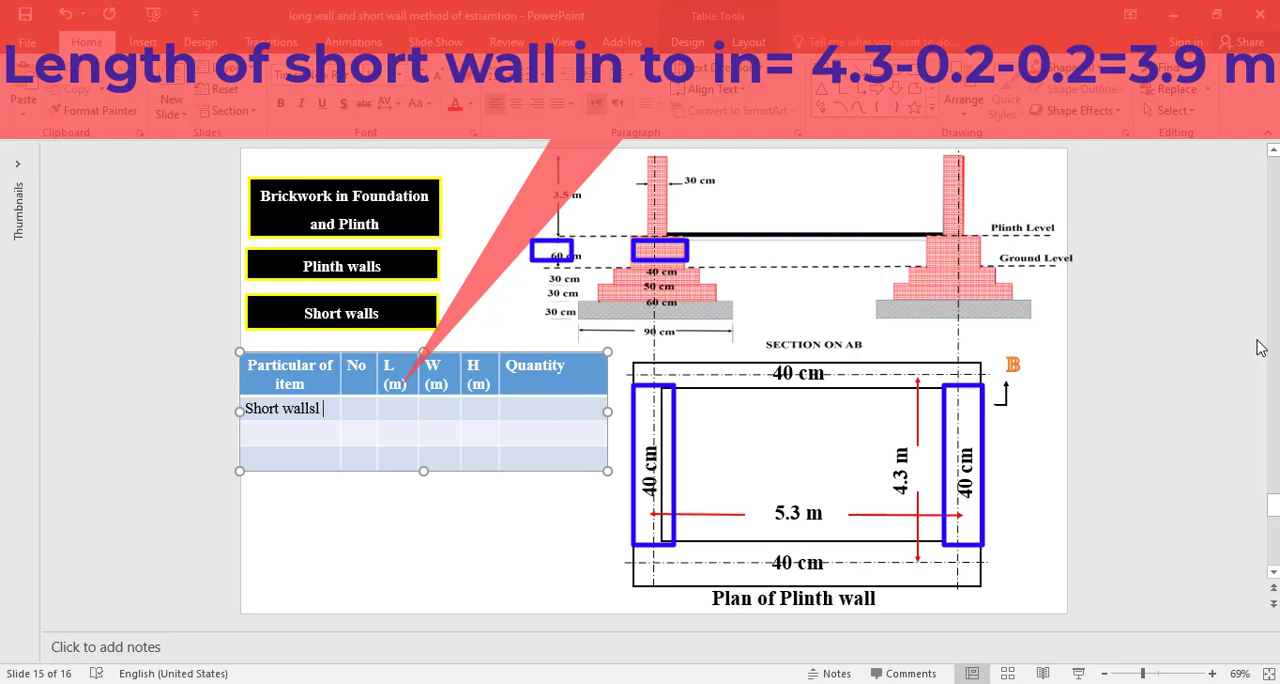 long wall and short wall method of estiamtion - PowerPoint
Table Tools
File Home Insert Design Transitions Animations Slide Show Review View Add-Ins Design Layout Tell me what you want to do... Sign in Share
Length of short wall in to in= 4.3-0.2-0.2=3.9 m
Paste
Copy
Format Painter
Clipboard
New
Slide
Reset
Section
Slides
B I U S abc AV Aa A
Font
Text Direction
Align Text
Convert to SmartArt
Paragraph
Arrange
Quick
Styles
Shape Outline
Shape Effects
Drawing
Replace
Select
Editing
Thumbnails
Brickwork in Foundation
and Plinth
Plinth walls
Short walls
30 cm
3.5 m
Plinth Level
60 cm
Ground Level
40 cm
30 cm
50 cm
30 cm
60 cm
30 cm
90 cm
SECTION ON AB
Particular of
item
No
L
(m)
W
(m)
H
(m)
Quantity
Short wallsl
40 cm
B
40 cm
4.3 m
40 cm
5.3 m
40 cm
Plan of Plinth wall
Click to add notes
Slide 15 of 16 English (United States) Notes Comments 69%